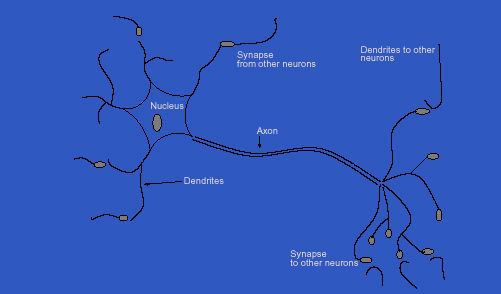 Synapse
from other neurons
Dendrites to other
neurons
Nucleus
Axon
Dendrites
Synapse
to other neurons